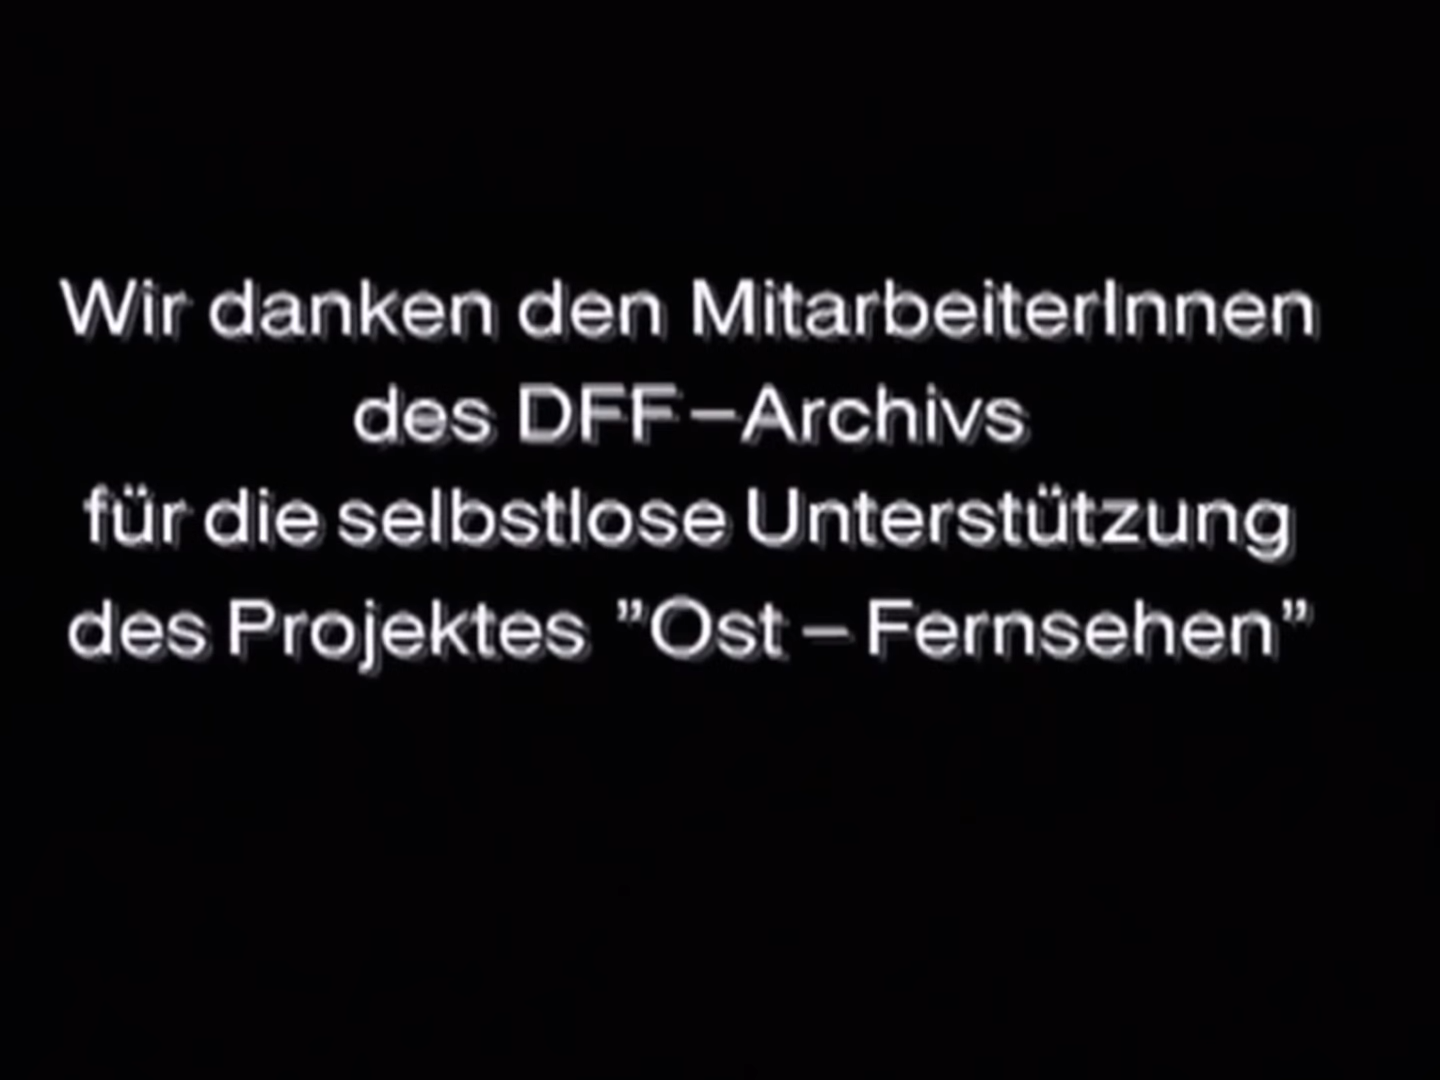 Wir danken den MitarbeiterInnen
des DFF-Archivs
für die selbstlose Unterstützung
des Projektes "Ost - Fernsehen"